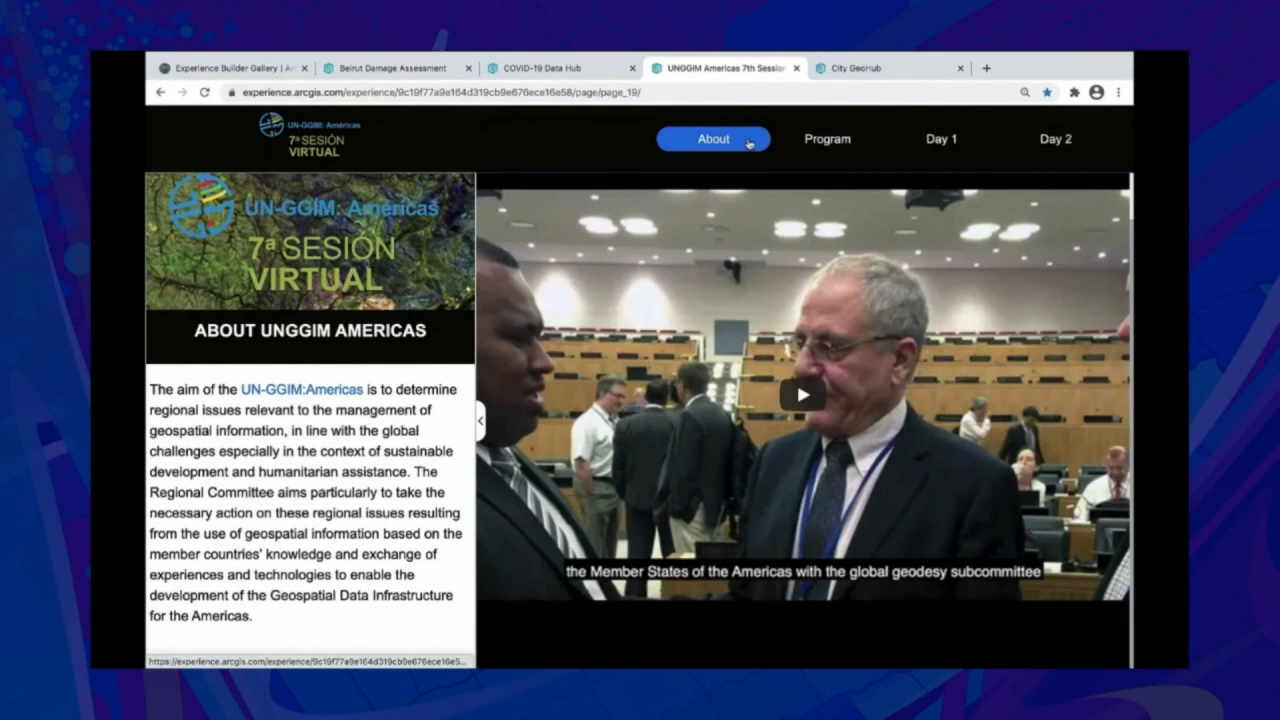 Experience Builder Gallery | Ar
Beirut Damage Assessment
COVID-19 Data Hub
UNGGIM Americas 7th Session
City GeoHub
experience.arcgis.com/experience/9c19f77a9e164d319cb9e676ece16e58/page/page_19/
UN-GGIM: Américas
7ª SESIÓN
VIRTUAL
About
Program
Day 1
Day 2
UN-GGIM: Américas
7ª SESIÓN
VIRTUAL
ABOUT UNGGIM AMERICAS
The aim of the UN-GGIM:Americas is to determine
regional issues relevant to the management of
geospatial information, in line with the global
challenges especially in the context of sustainable
development and humanitarian assistance. The
Regional Committee aims particularly to take the
necessary action on these regional issues resulting
from the use of geospatial information based on the
member countries' knowledge and exchange of
experiences and technologies to enable the
development of the Geospatial Data Infrastructure
for the Americas.
the Member States of the Americas with the global geodesy subcommittee
https://experience.arcgis.com/experience/9c19f77a9e164d319cb9e676ece16e5...